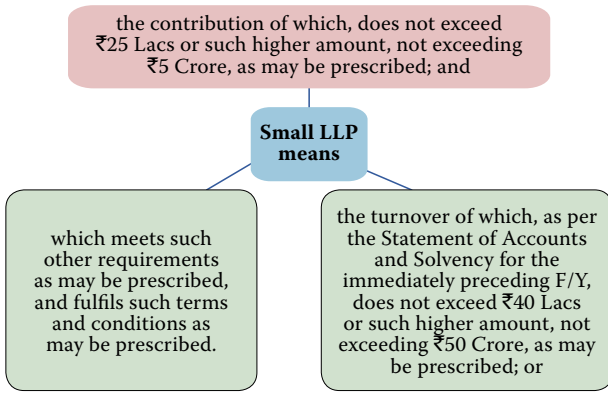 the contribution of which, does not exceed
₹25 Lacs or such higher amount, not exceeding
₹5 Crore, as may be prescribed; and
Small LLP
means
which meets such
other requirements
as may be prescribed,
and fulfils such terms
and conditions as
may be prescribed.
the turnover of which, as per
the Statement of Accounts
and Solvency for the
immediately preceding F/Y,
does not exceed ₹40 Lacs
or such higher amount, not
exceeding ₹50 Crore, as may
be prescribed; or